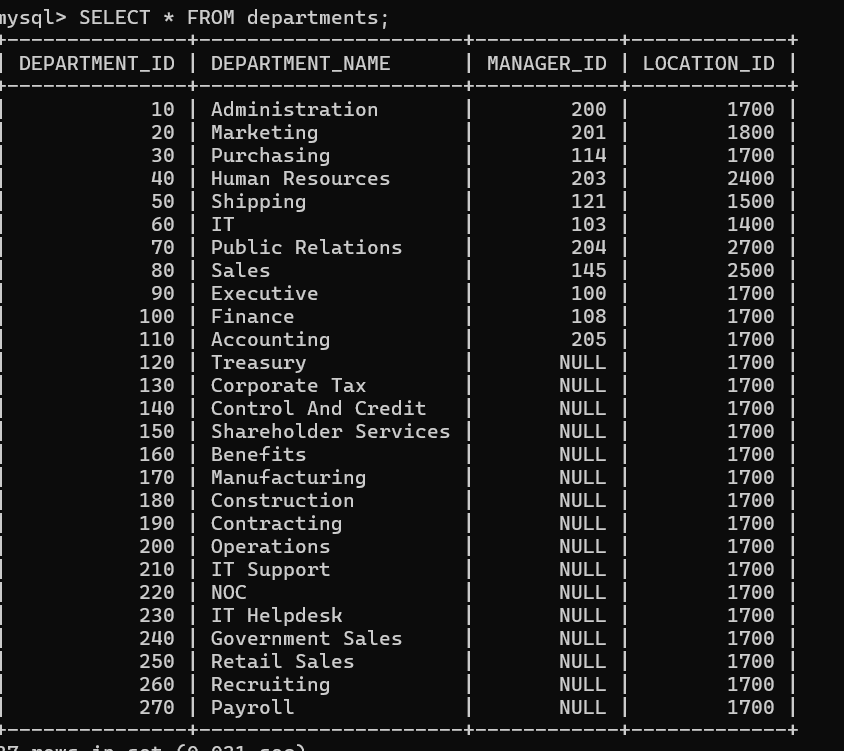 mysql> SELECT * FROM departments;
| DEPARTMENT_ID | DEPARTMENT_NAME | MANAGER_ID | LOCATION_ID |
| 10 | Administration | 200 | 1700 |
| 20 | Marketing | 201 | 1800 |
| 30 | Purchasing | 114 | 1700 |
| 40 | Human Resources | 203 | 2400 |
| 50 | Shipping | 121 | 1500 |
| 60 | IT | 103 | 1400 |
| 70 | Public Relations | 204 | 2700 |
| 80 | Sales | 145 | 2500 |
| 90 | Executive | 100 | 1700 |
| 100 | Finance | 108 | 1700 |
| 110 | Accounting | 205 | 1700 |
| 120 | Treasury | NULL | 1700 |
| 130 | Corporate Tax | NULL | 1700 |
| 140 | Control And Credit | NULL | 1700 |
| 150 | Shareholder Services | NULL | 1700 |
| 160 | Benefits | NULL | 1700 |
| 170 | Manufacturing | NULL | 1700 |
| 180 | Construction | NULL | 1700 |
| 190 | Contracting | NULL | 1700 |
| 200 | Operations | NULL | 1700 |
| 210 | IT Support | NULL | 1700 |
| 220 | NOC | NULL | 1700 |
| 230 | IT Helpdesk | NULL | 1700 |
| 240 | Government Sales | NULL | 1700 |
| 250 | Retail Sales | NULL | 1700 |
| 260 | Recruiting | NULL | 1700 |
| 270 | Payroll | NULL | 1700 |
27 rows in set (0.021 sec)